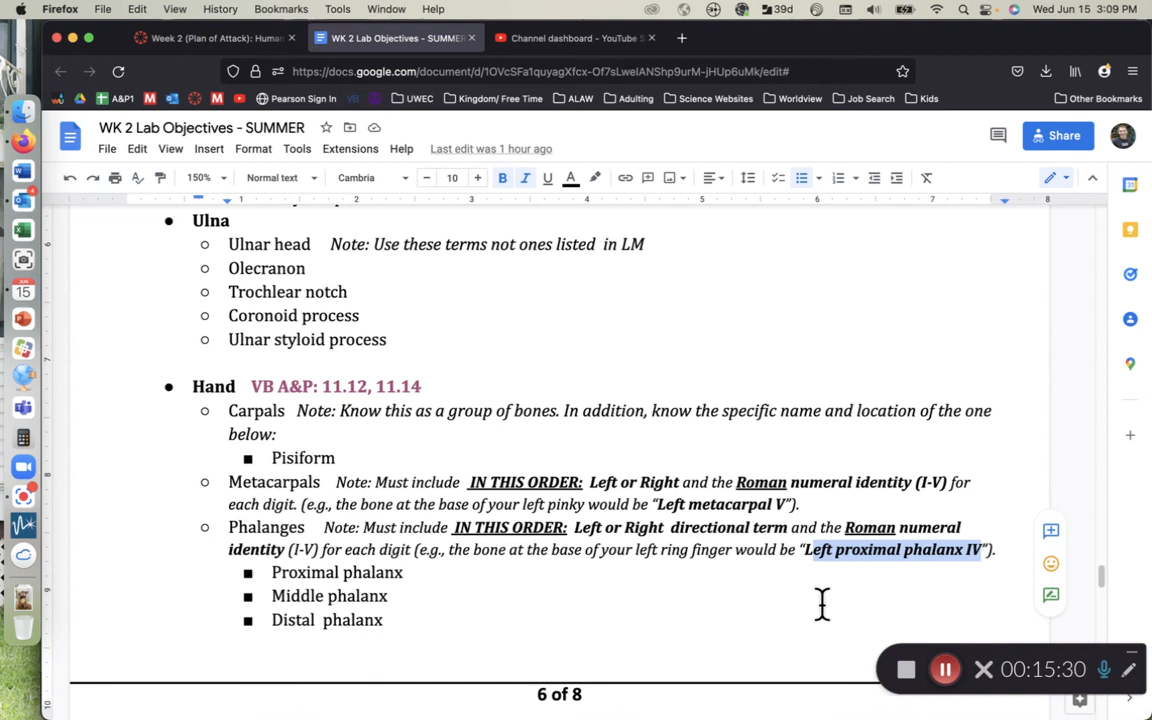 Firefox File Edit View History Bookmarks Tools Window Help 39d Wed Jun 15 3:09 PM
Week 2 (Plan of Attack): Human
WK 2 Lab Objectives - SUMMER
Channel dashboard - YouTube S
https://docs.google.com/document/d/1OVcSFa1quyagXfcx-Of7sLwelANShp9urM-jHUp6uMk/edit#
A&P1 Pearson Sign In VB UWEC Kingdom/ Free Time ALAW Adulting Science Websites Worldview Job Search Kids Other Bookmarks
WK 2 Lab Objectives - SUMMER
Share
File Edit View Insert Format Tools Extensions Help Last edit was 1 hour ago
150% Normal text Cambria 10
1 2 3 4 5 6 7 8
Ulna
Ulnar head Note: Use these terms not ones listed in LM
Olecranon
Trochlear notch
Coronoid process
Ulnar styloid process
Hand VB A&P: 11.12, 11.14
Carpals Note: Know this as a group of bones. In addition, know the specific name and location of the one
below:
Pisiform
Metacarpals Note: Must include IN THIS ORDER: Left or Right and the Roman numeral identity (I-V) for
each digit. (e.g., the bone at the base of your left pinky would be “Left metacarpal V”).
Phalanges Note: Must include IN THIS ORDER: Left or Right directional term and the Roman numeral
identity (I-V) for each digit (e.g., the bone at the base of your left ring finger would be “Left proximal phalanx IV”).
Proximal phalanx
Middle phalanx
Distal phalanx
6 of 8
00:15:30